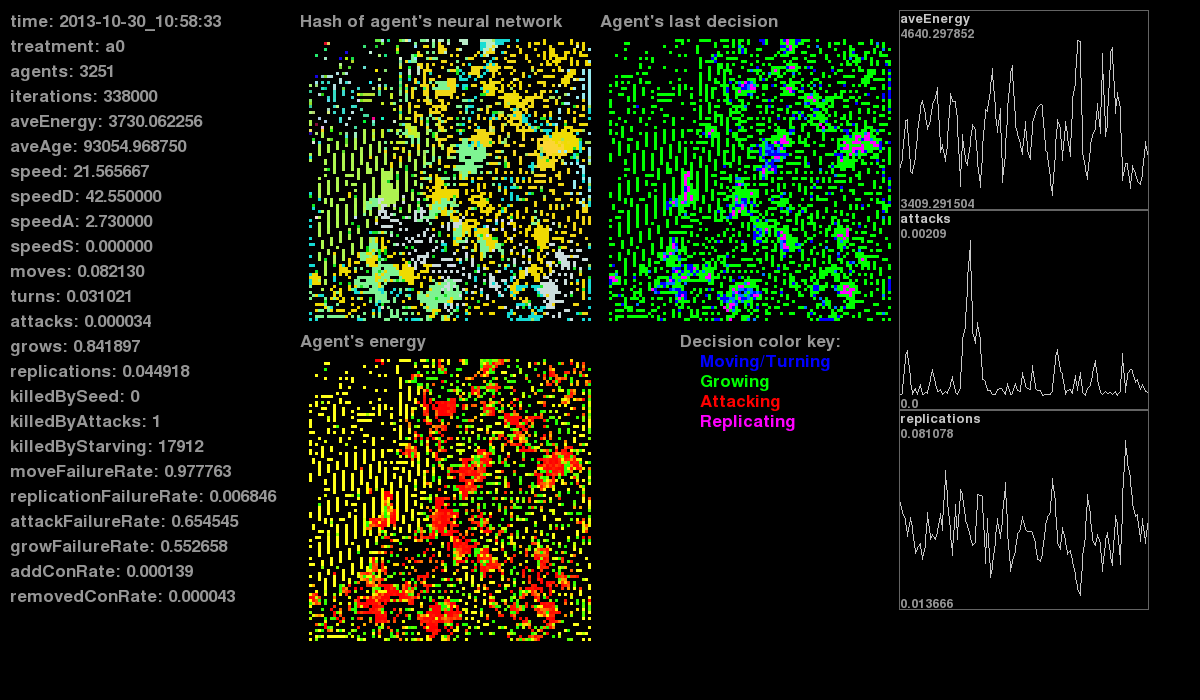 time: 2013-10-30_10:58:33
treatment: a0
agents: 3251
iterations: 338000
aveEnergy: 3730.062256
aveAge: 93054.968750
speed: 21.565667
speedD: 42.550000
speedA: 2.730000
speedS: 0.000000
moves: 0.082130
turns: 0.031021
attacks: 0.000034
grows: 0.841897
replications: 0.044918
killedBySeed: 0
killedByAttacks: 1
killedByStarving: 17912
moveFailureRate: 0.977763
replicationFailureRate: 0.006846
attackFailureRate: 0.654545
growFailureRate: 0.552658
addConRate: 0.000139
removedConRate: 0.000043
Hash of agent's neural network
Agent's last decision
Agent's energy
Decision color key:
Moving/Turning
Growing
Attacking
Replicating
aveEnergy
4640.297852
3409.291504
attacks
0.00209
0.0
replications
0.081078
0.013666